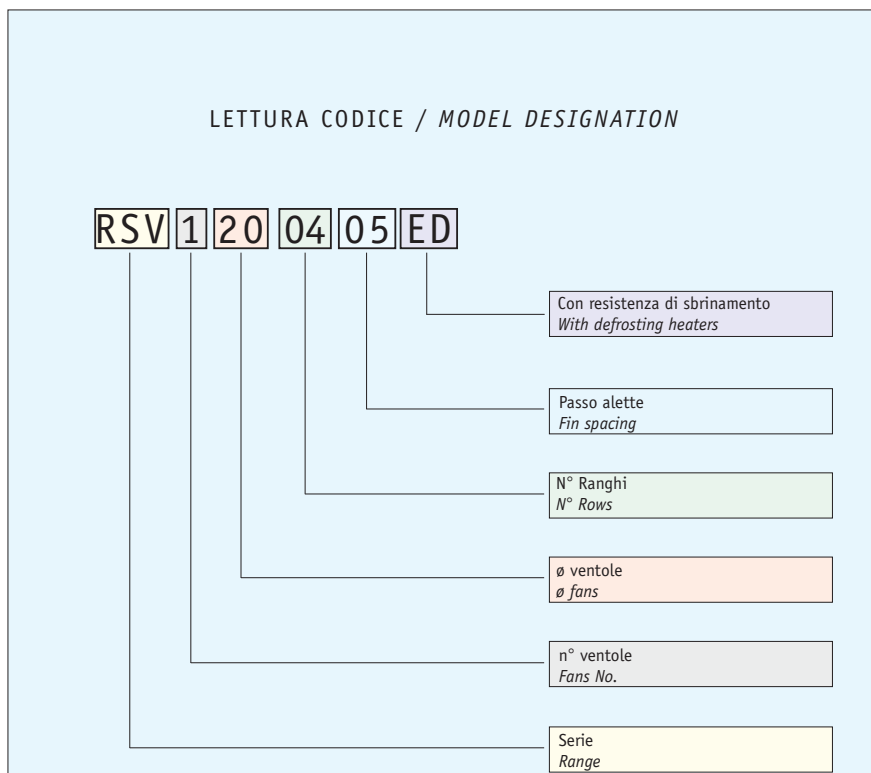 LETTURA CODICE / MODEL DESIGNATION
RSV 1 20 04 05 ED
Con resistenza di sbrinamento
With defrosting heaters
Passo alette
Fin spacing
N° Ranghi
N° Rows
ø ventole
ø fans
n° ventole
Fans No.
Serie
Range